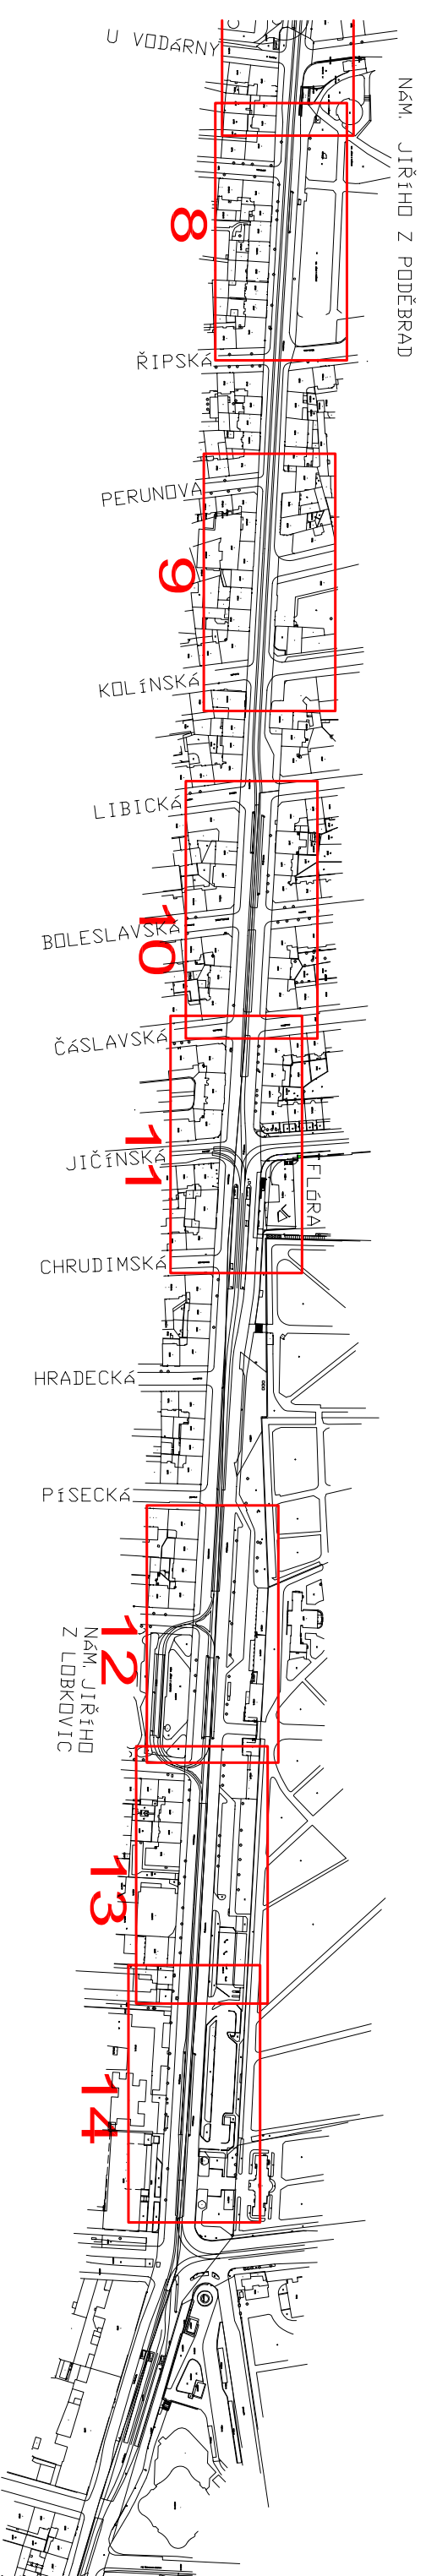 U VODÁRNY
NÁM. JIŘÍHO Z PODĚBRAD
8
ŘIPSKÁ
PERUNOVA
9
KOLÍNSKÁ
LIBICKÁ
10
BOLESLAVSKÁ
ČÁSLAVSKÁ
11
JIČÍNSKÁ
FLÓRA
CHRUDIMSKÁ
HRADECKÁ
PÍSECKÁ
12
NÁM. JIŘÍHO
Z LOBKOVIC
13
14